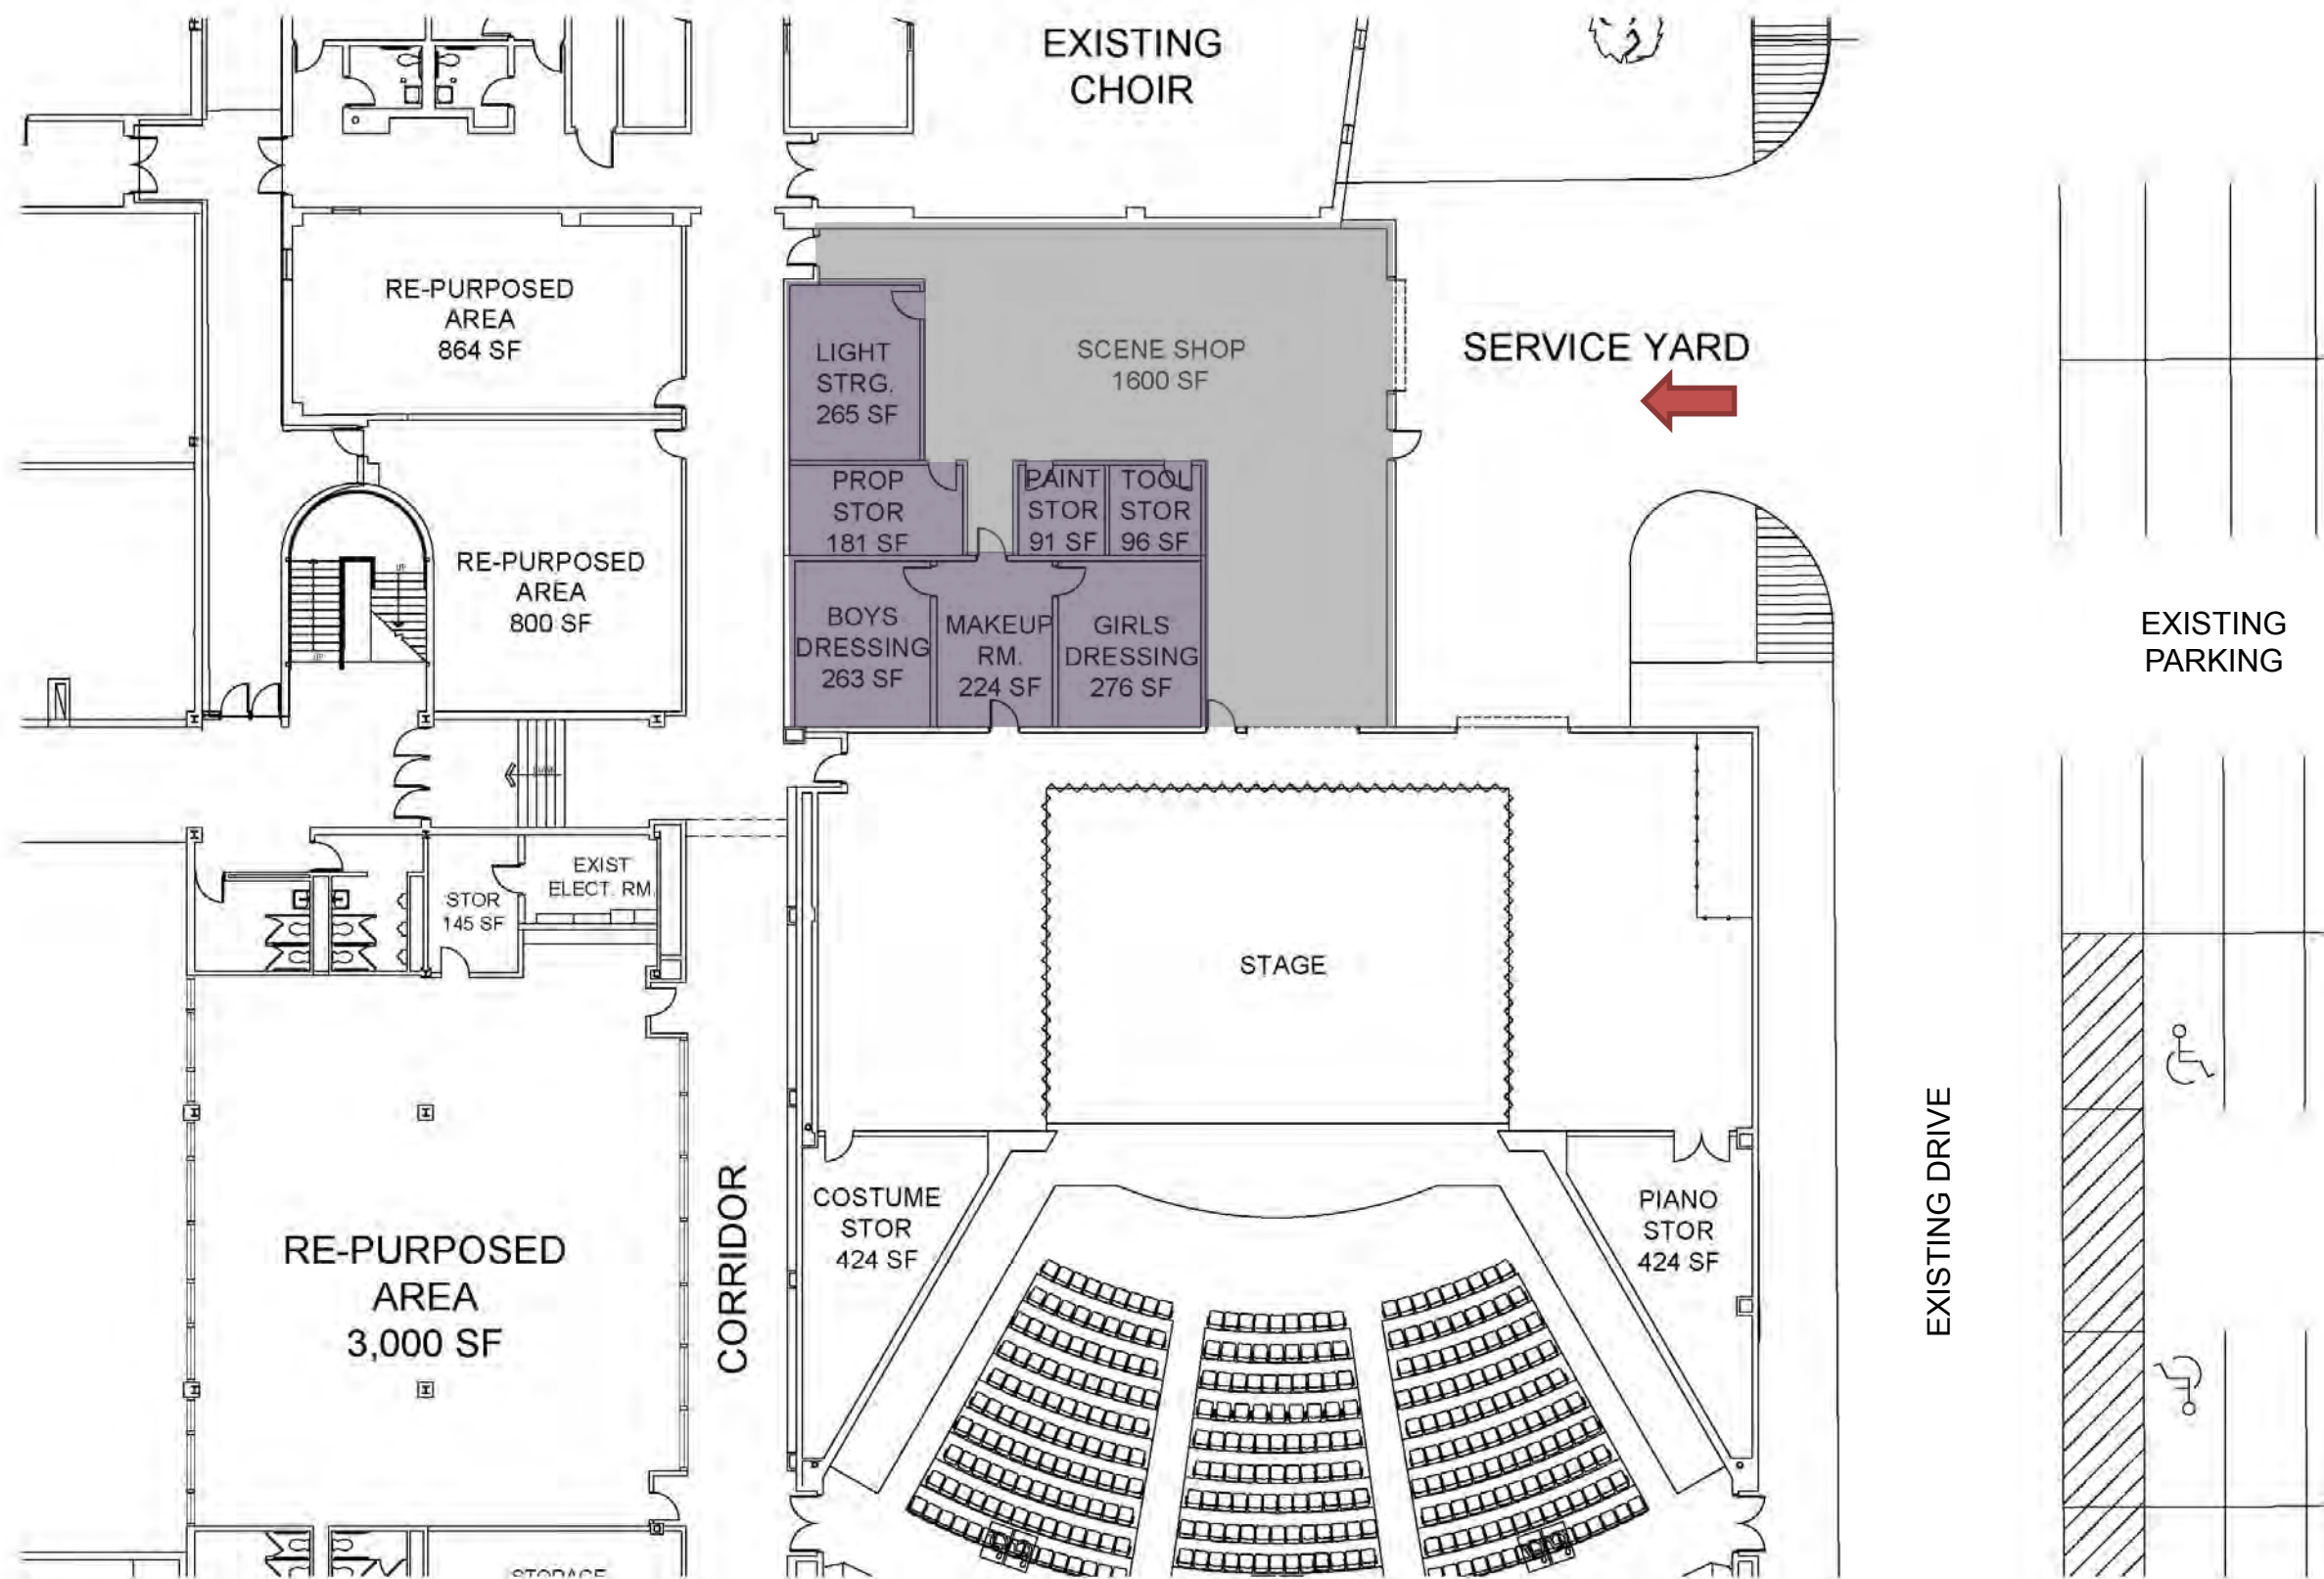 EXISTING
CHOIR
RE-PURPOSED
AREA
864 SF
LIGHT
STRG.
265 SF
SCENE SHOP
1600 SF
SERVICE YARD
PROP
STOR
181 SF
PAINT
STOR
91 SF
TOOL
STOR
96 SF
RE-PURPOSED
AREA
800 SF
BOYS
DRESSING
263 SF
MAKEUP
RM.
224 SF
GIRLS
DRESSING
276 SF
EXISTING
PARKING
EXIST
ELECT. RM.
STOR
145 SF
STAGE
RE-PURPOSED
AREA
3,000 SF
CORRIDOR
COSTUME
STOR
424 SF
PIANO
STOR
424 SF
EXISTING DRIVE
STORAGE